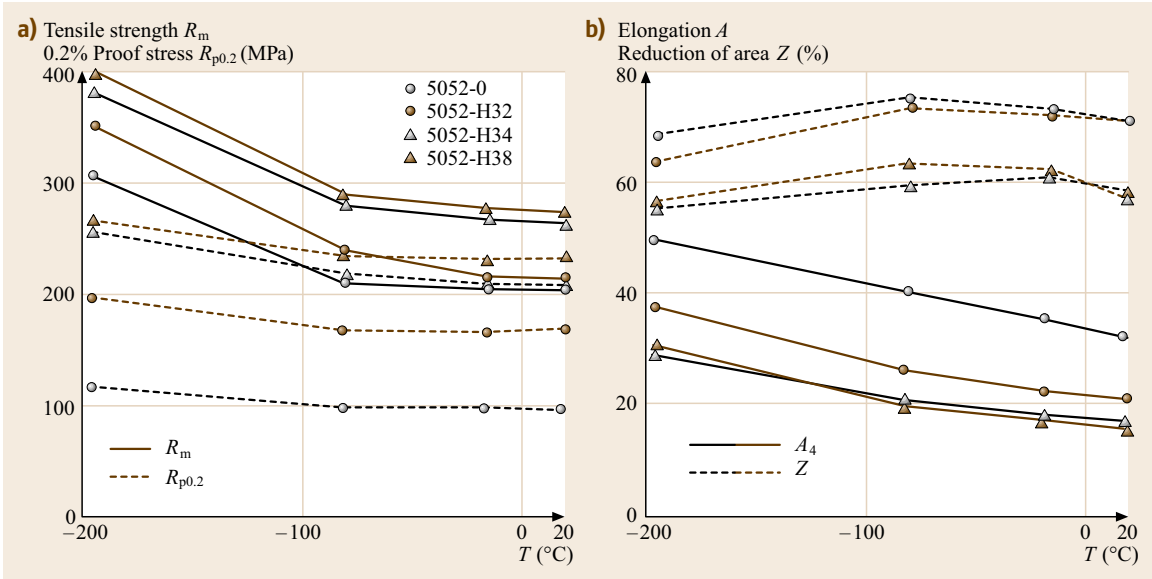 a) Tensile strength Rm
0.2% Proof stress Rp0.2 (MPa)
400
300
200
100
0
5052-0
5052-H32
5052-H34
5052-H38
Rm
Rp0.2
−200
−100
0
20
T (°C)
b) Elongation A
Reduction of area Z (%)
80
60
40
20
0
A4
Z
−200
−100
0
20
T (°C)